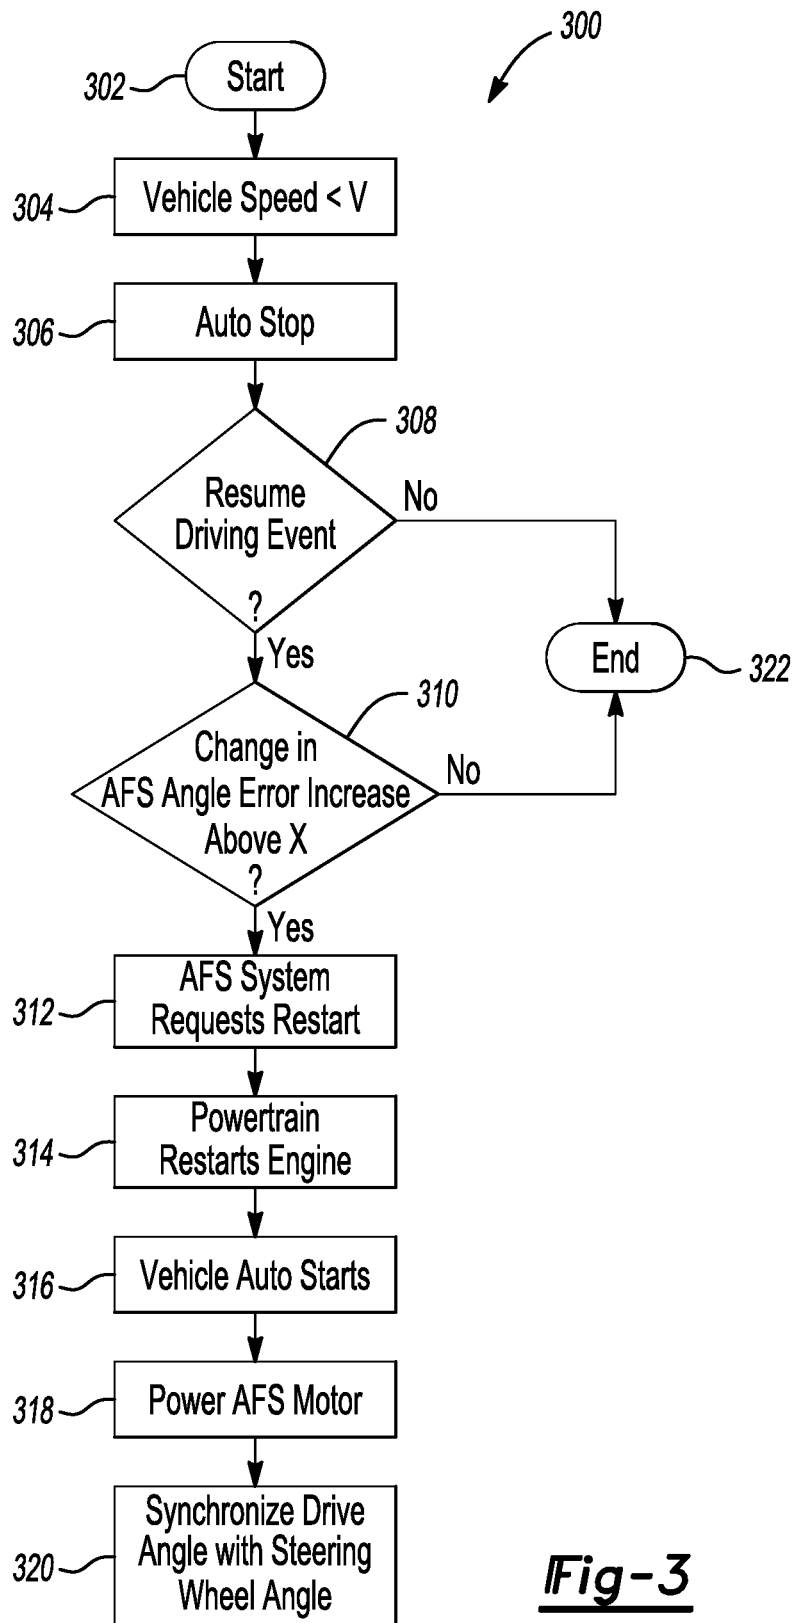 300
302
Start
304
Vehicle Speed < V
306
Auto Stop
308
Resume
Driving Event
?
No
Yes
End
322
310
Change in
AFS Angle Error Increase
Above X
?
No
Yes
312
AFS System
Requests Restart
314
Powertrain
Restarts Engine
316
Vehicle Auto Starts
318
Power AFS Motor
320
Synchronize Drive
Angle with Steering
Wheel Angle
Fig-3